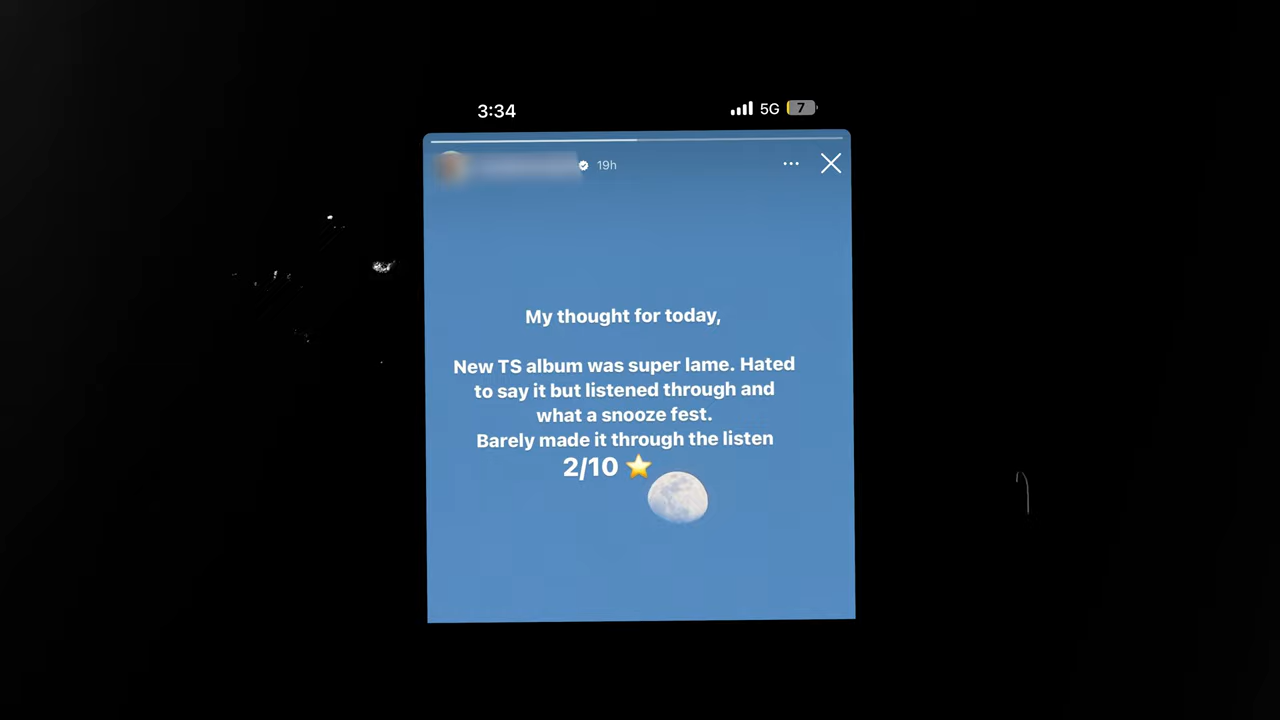 3:34
5G
7
19h
My thought for today,
New TS album was super lame. Hated
to say it but listened through and
what a snooze fest.
Barely made it through the listen
2/10 ⭐